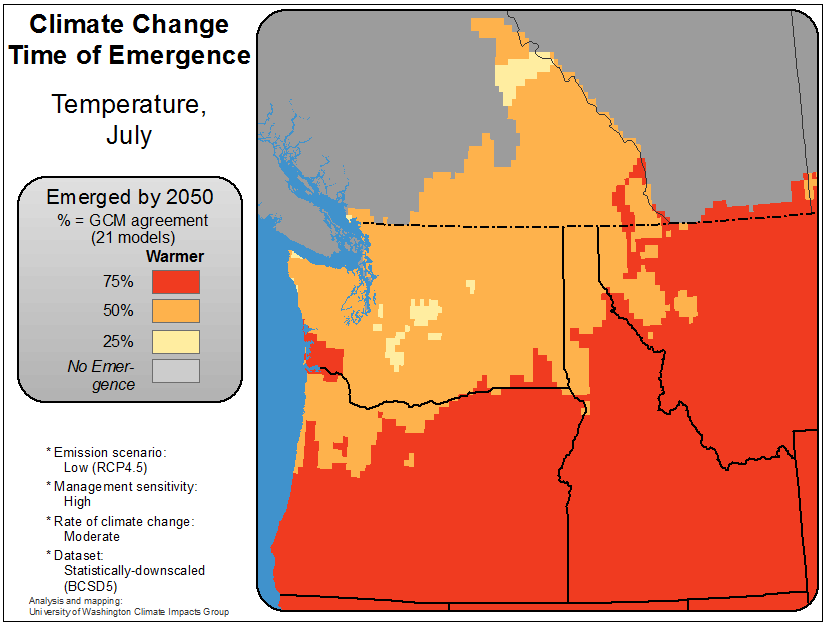 Climate Change
Time of Emergence
Temperature,
July
Emerged by 2050
% = GCM agreement
(21 models)
Warmer
75%
50%
25%
No Emer-
gence
* Emission scenario:
Low (RCP4.5)
* Management sensitivity:
High
* Rate of climate change:
Moderate
* Dataset:
Statistically-downscaled
(BCSD5)
Analysis and mapping:
University of Washington Climate Impacts Group